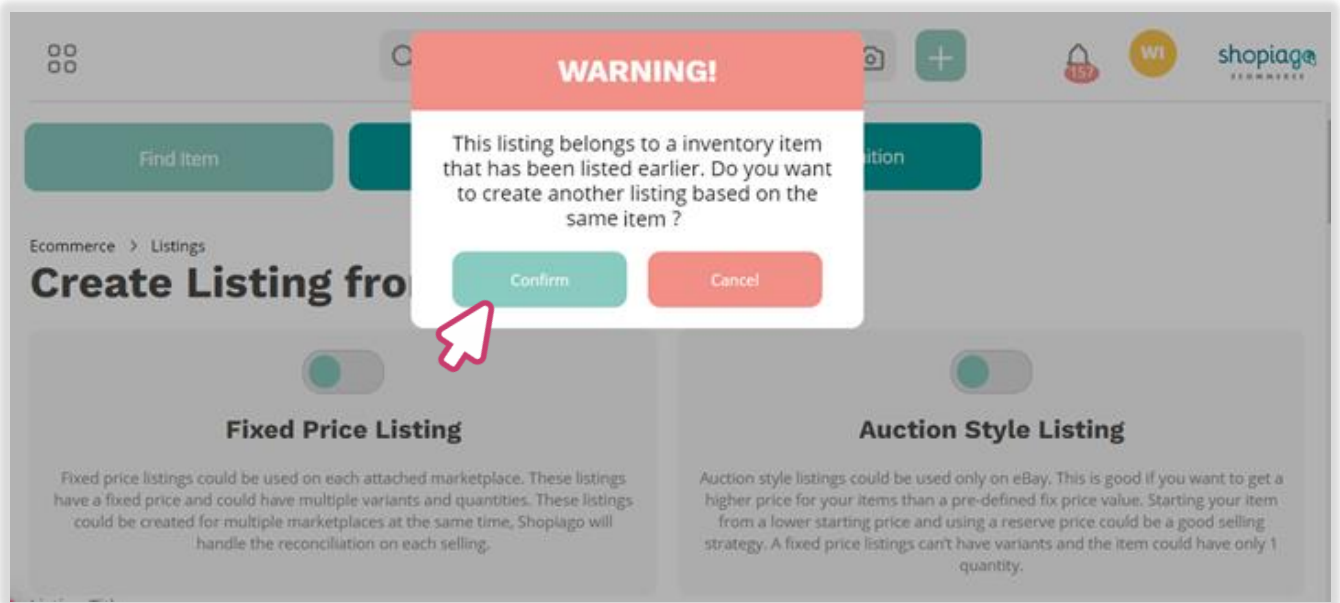 WARNING!
157
WI
shopiago
ECOMMERCE
Find Item
This listing belongs to a inventory item
that has been listed earlier. Do you want
to create another listing based on the
same item ?
Confirm
Cancel
Ecommerce > Listings
Create Listing
Fixed Price Listing
Fixed price listings could be used on each attached marketplace. These listings
have a fixed price and could have multiple variants and quantities. These listings
could be created for multiple marketplaces at the same time, Shopiago will
handle the reconciliation on each selling.
Auction Style Listing
Auction style listings could be used only on eBay. This is good if you want to get a
higher price for your items than a pre-defined fix price value. Starting your item
from a lower starting price and using a reserve price could be a good selling
strategy. A fixed price listings can't have variants and the item could have only 1
quantity.